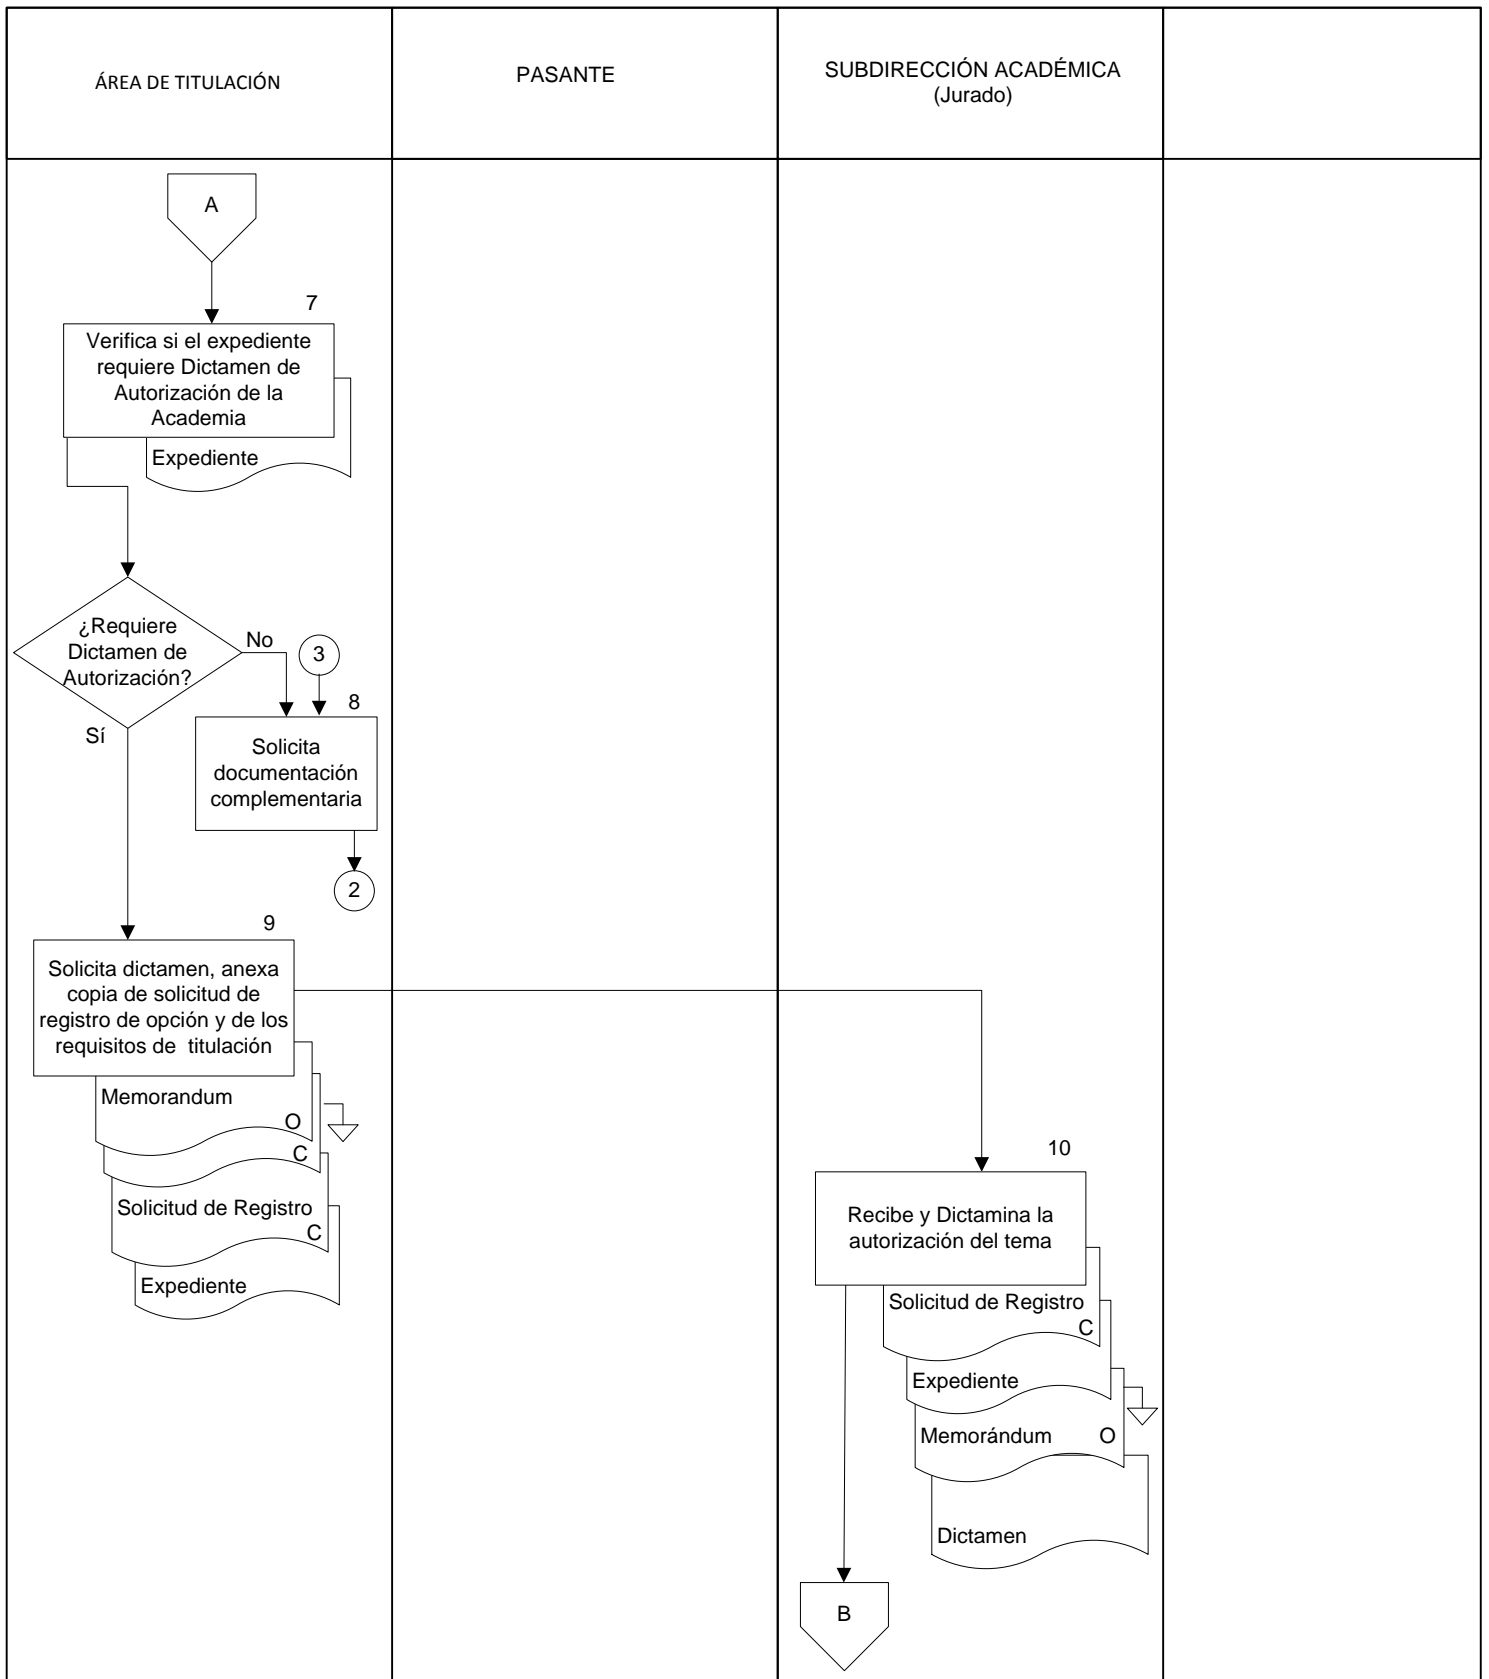 ÁREA DE TITULACIÓN
PASANTE
SUBDIRECCIÓN ACADÉMICA
(Jurado)
A
7
Verifica si el expediente
requiere Dictamen de
Autorización de la
Academia
Expediente
¿Requiere
Dictamen de
Autorización?
No
Sí
3
8
Solicita
documentación
complementaria
2
9
Solicita dictamen, anexa
copia de solicitud de
registro de opción y de los
requisitos de titulación
Memorandum
O
C
Solicitud de Registro
C
Expediente
10
Recibe y Dictamina la
autorización del tema
Solicitud de Registro
C
Expediente
Memorándum O
Dictamen
B